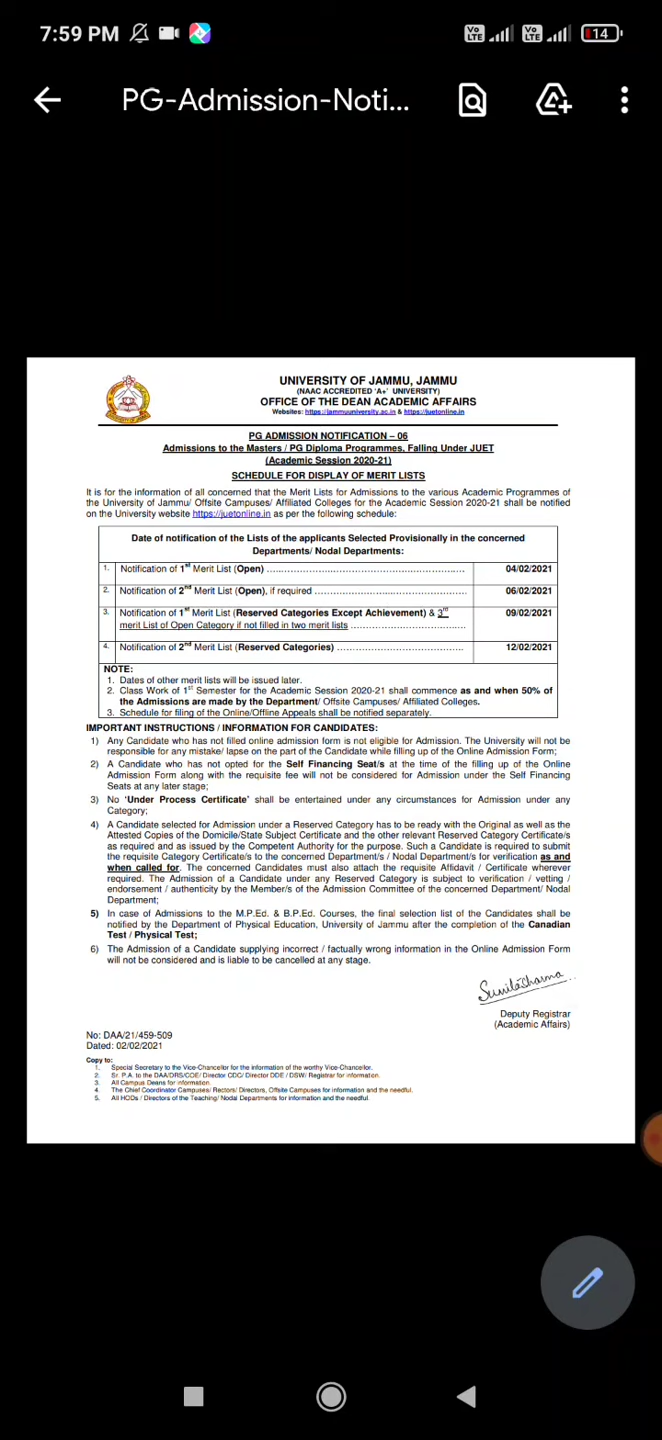 7:59 PM
Vo LTE Vo LTE 14
PG-Admission-Noti...
UNIVERSITY OF JAMMU, JAMMU
(NAAC ACCREDITED 'A+' UNIVERSITY)
OFFICE OF THE DEAN ACADEMIC AFFAIRS
Websites: https://jammuuniversity.ac.in & https://juetonline.in
PG ADMISSION NOTIFICATION – 06
Admissions to the Masters / PG Diploma Programmes, Falling Under JUET
(Academic Session 2020-21)
SCHEDULE FOR DISPLAY OF MERIT LISTS
It is for the information of all concerned that the Merit Lists for Admissions to the various Academic Programmes of
the University of Jammu/ Offsite Campuses/ Affiliated Colleges for the Academic Session 2020-21 shall be notified
on the University website https://juetonline.in as per the following schedule:
Date of notification of the Lists of the applicants Selected Provisionally in the concerned
Departments/ Nodal Departments:
1. Notification of 1st Merit List (Open) ........................................................... 04/02/2021
2. Notification of 2nd Merit List (Open), if required ............................................. 06/02/2021
3. Notification of 1st Merit List (Reserved Categories Except Achievement) & 3rd
merit List of Open Category if not filled in two merit lists .................................. 09/02/2021
4. Notification of 2nd Merit List (Reserved Categories) ...................................... 12/02/2021
NOTE:
1. Dates of other merit lists will be issued later.
2. Class Work of 1st Semester for the Academic Session 2020-21 shall commence as and when 50% of
the Admissions are made by the Department/ Offsite Campuses/ Affiliated Colleges.
3. Schedule for filing of the Online/Offline Appeals shall be notified separately.
IMPORTANT INSTRUCTIONS / INFORMATION FOR CANDIDATES:
1) Any Candidate who has not filled online admission form is not eligible for Admission. The University will not be
responsible for any mistake/ lapse on the part of the Candidate while filling up of the Online Admission Form;
2) A Candidate who has not opted for the Self Financing Seat/s at the time of the filling up of the Online
Admission Form along with the requisite fee will not be considered for Admission under the Self Financing
Seats at any later stage;
3) No 'Under Process Certificate' shall be entertained under any circumstances for Admission under any
Category;
4) A Candidate selected for Admission under a Reserved Category has to be ready with the Original as well as the
Attested Copies of the Domicile/State Subject Certificate and the other relevant Reserved Category Certificate/s
as required and as issued by the Competent Authority for the purpose. Such a Candidate is required to submit
the requisite Category Certificate/s to the concerned Department/s / Nodal Department/s for verification as and
when called for. The concerned Candidates must also attach the requisite Affidavit / Certificate wherever
required. The Admission of a Candidate under any Reserved Category is subject to verification / vetting /
endorsement / authenticity by the Member/s of the Admission Committee of the concerned Department/ Nodal
Department;
5) In case of Admissions to the M.P.Ed. & B.P.Ed. Courses, the final selection list of the Candidates shall be
notified by the Department of Physical Education, University of Jammu after the completion of the Canadian
Test / Physical Test;
6) The Admission of a Candidate supplying incorrect / factually wrong information in the Online Admission Form
will not be considered and is liable to be cancelled at any stage.
Sunita Sharma
Deputy Registrar
(Academic Affairs)
No: DAA/21/459-509
Dated: 02/02/2021
Copy to:
1. Special Secretary to the Vice-Chancellor for the information of the worthy Vice-Chancellor.
2. Sr. P.A. to the DAA/DRS/COE/ Director CDC/ Director DDE / DSW/ Registrar for information.
3. All Campus Deans for information.
4. The Chief Coordinator Campuses/ Rectors/ Directors, Offsite Campuses for information and the needful.
5. All HODs / Directors of the Teaching/ Nodal Departments for information and the needful.